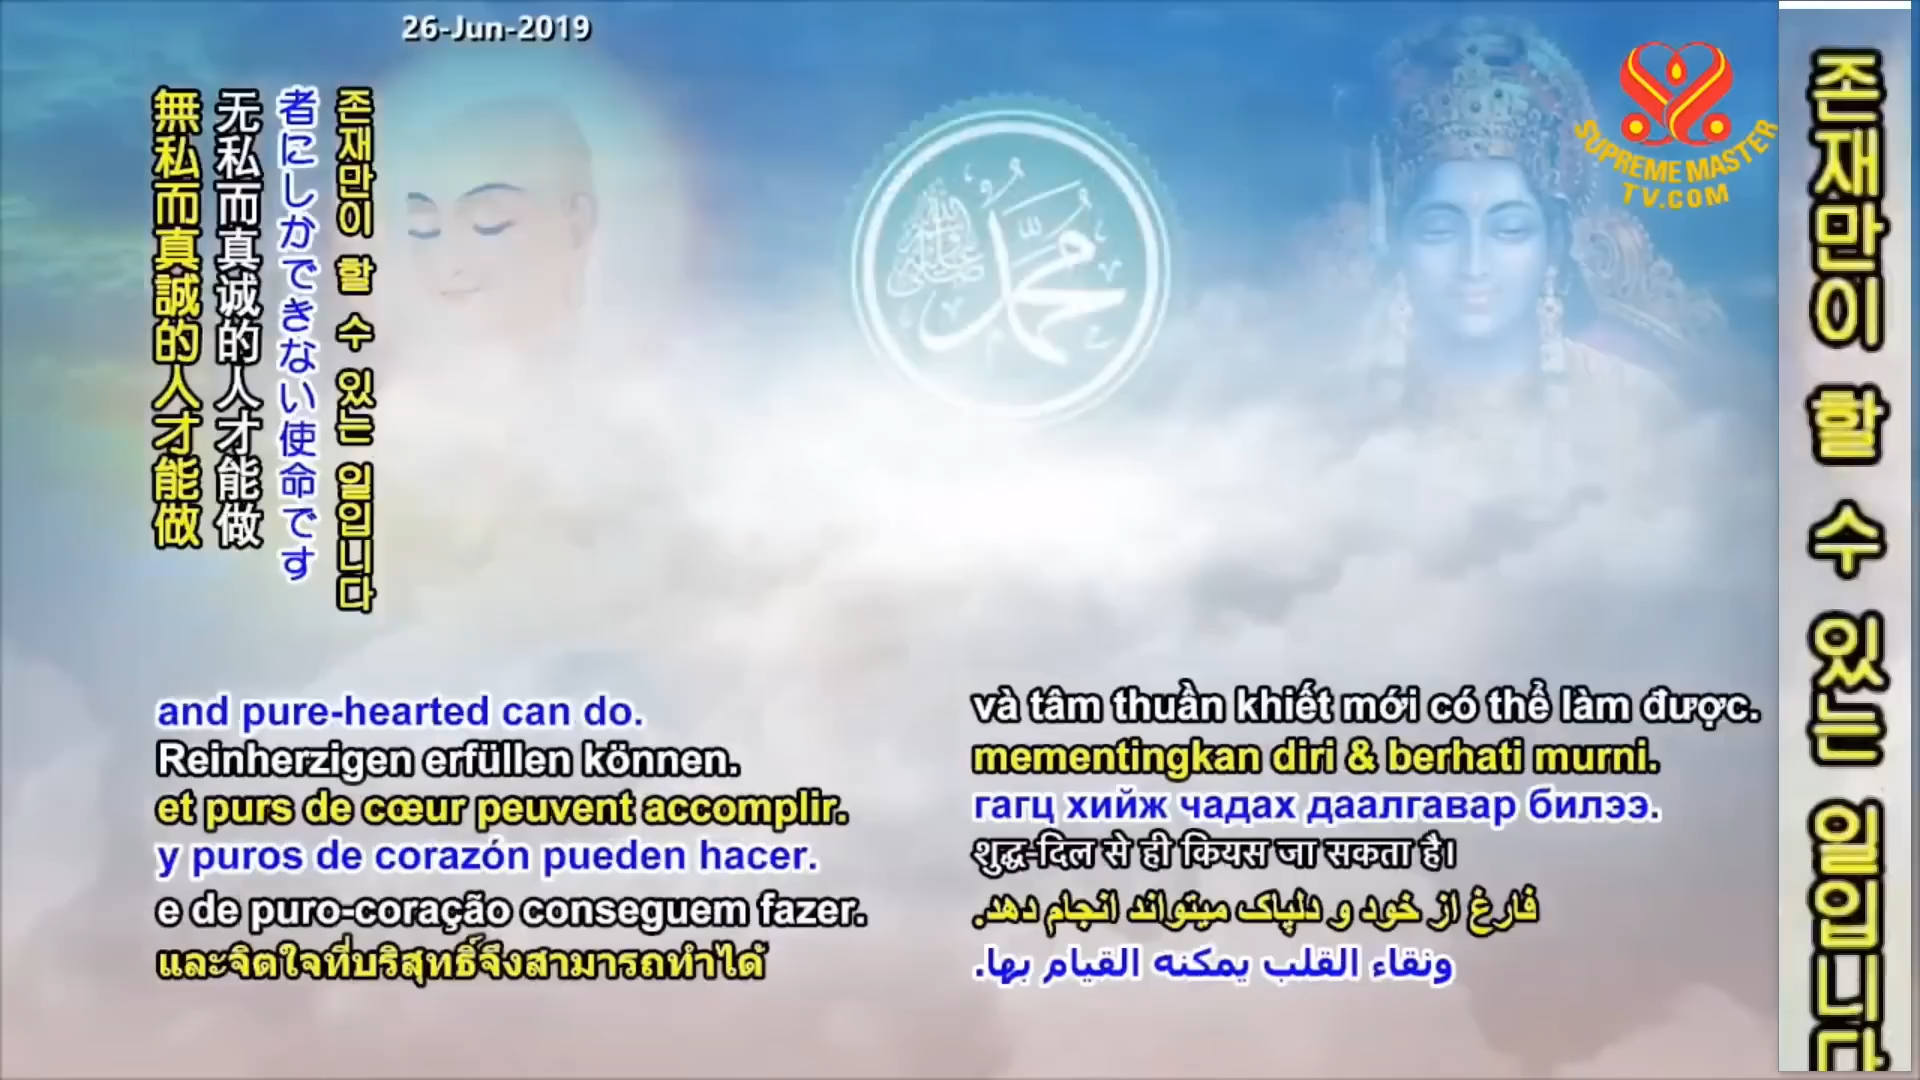 26-Jun-2019
SUPREME MASTER
TV.COM
無私而真誠的人才能做
无私而真诚的人才能做
者にしかできない使命です
존재만이 할 수 있는 일입니다
and pure-hearted can do.
Reinherzigen erfüllen können.
et purs de cœur peuvent accomplir.
y puros de corazón pueden hacer.
e de puro-coração conseguem fazer.
และจิตใจที่บริสุทธิ์จึงสามารถทำได้
và tâm thuần khiết mới có thể làm được.
mementingkan diri & berhati murni.
гагц хийж чадах даалгавар билээ.
शुद्ध-दिल से ही कियस जा सकता है।
فارغ از خود و دلپاک میتواند انجام دهد.
ونقاء القلب يمكنه القيام بها.
محمد
존재만이 할 수 있는 일입니다